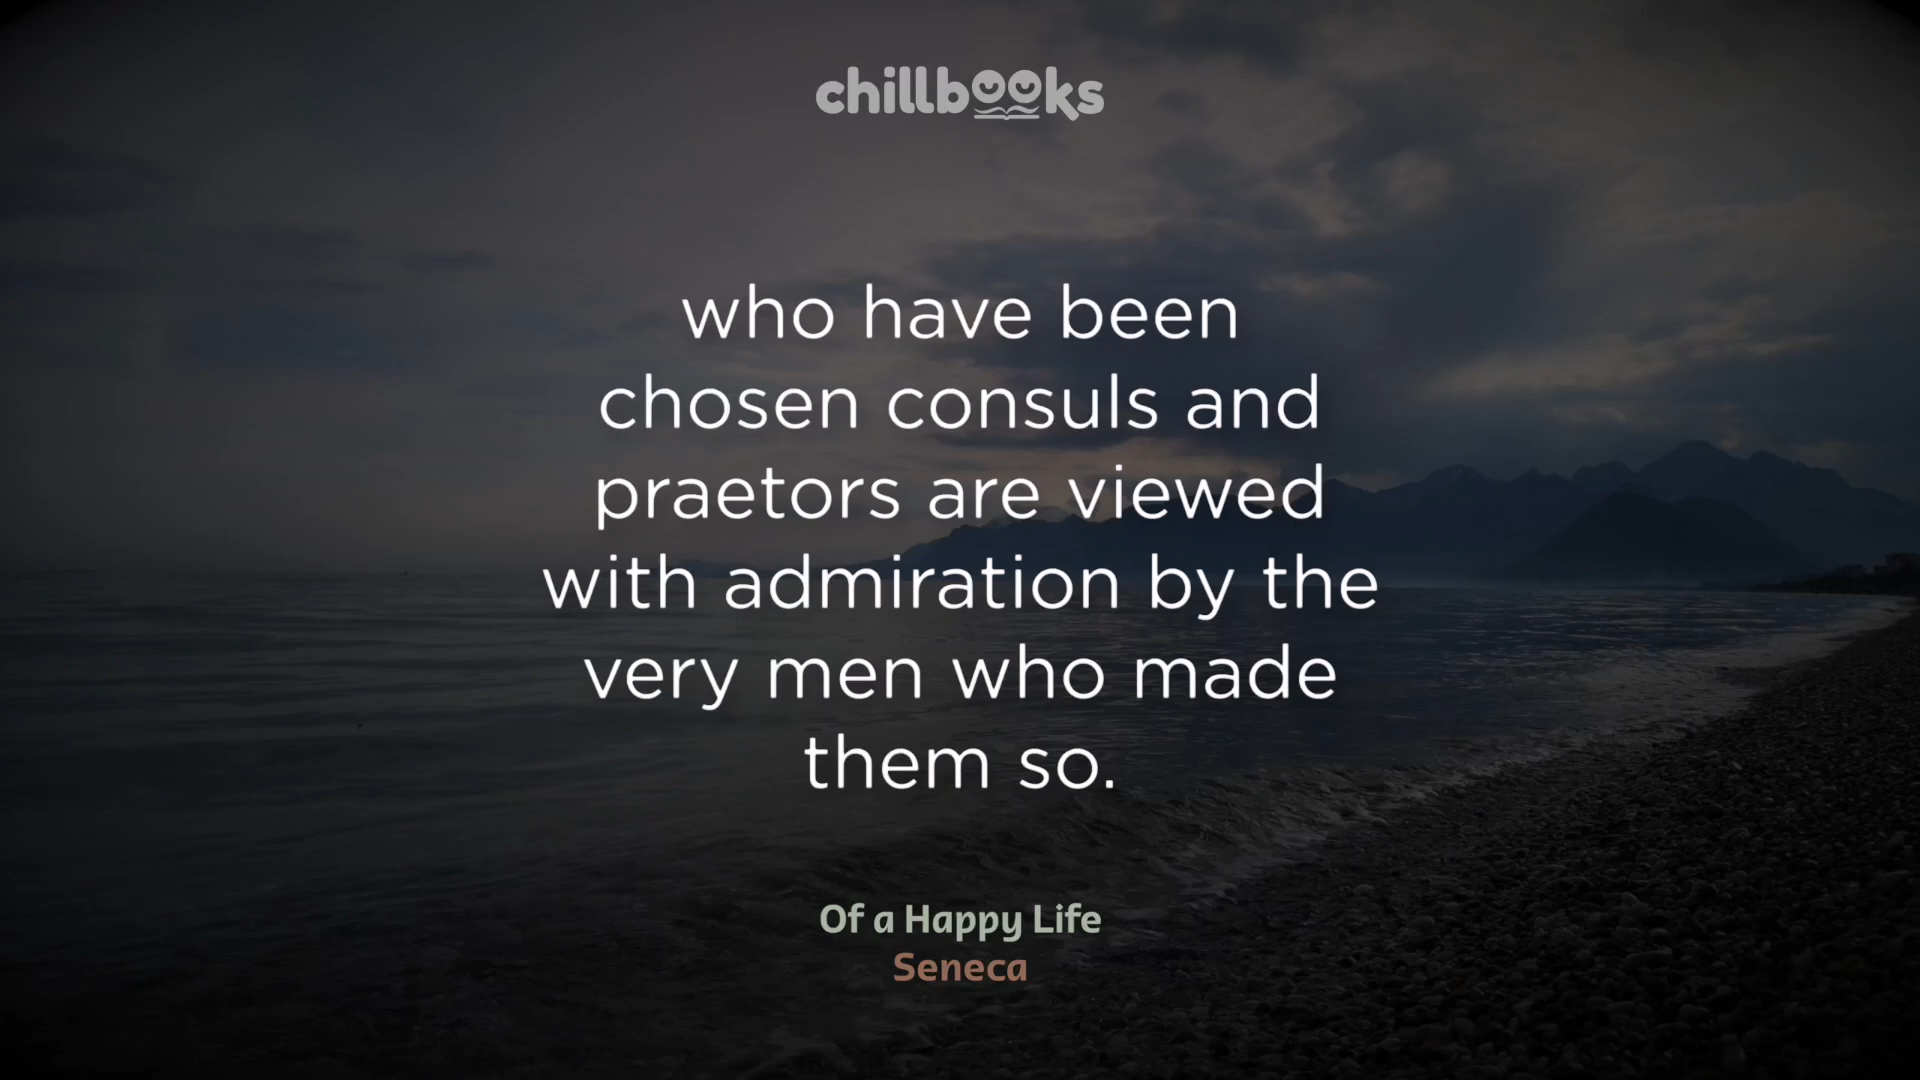 chillbooks
who have been
chosen consuls and
praetors are viewed
with admiration by the
very men who made
them so.
Of a Happy Life
Seneca